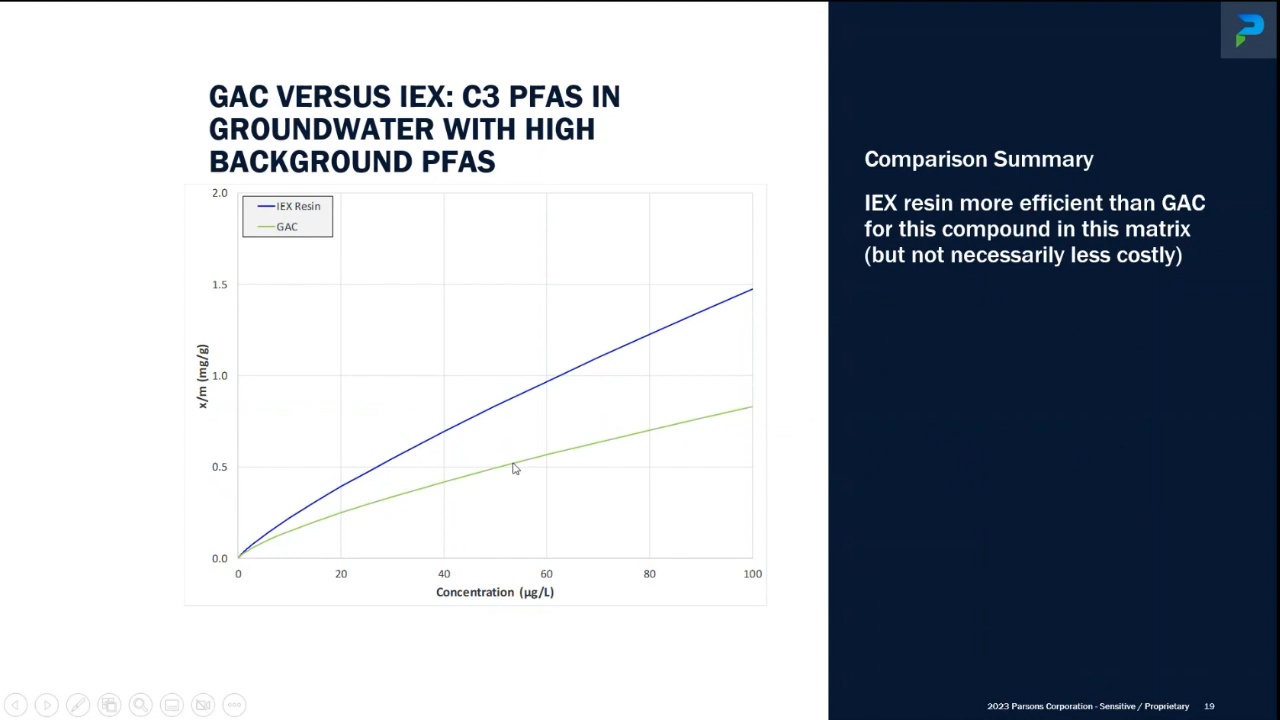 GAC VERSUS IEX: C3 PFAS IN
GROUNDWATER WITH HIGH
BACKGROUND PFAS
2.0
IEX Resin
GAC
1.5
1.0
x/m (mg/g)
0.5
0.0
0 20 40 60 80 100
Concentration (µg/L)
Comparison Summary
IEX resin more efficient than GAC
for this compound in this matrix
(but not necessarily less costly)
2023 Parsons Corporation - Sensitive / Proprietary 19